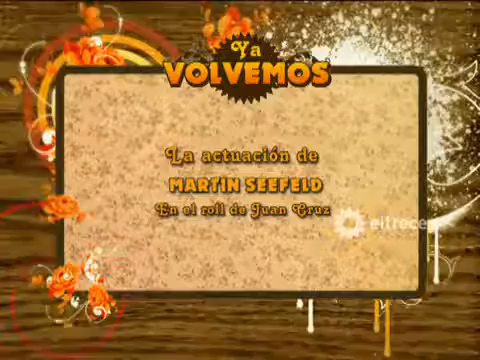 Ya
VOLVEMOS
La actuación de
MARTIN SEEFELD
En el roll de Juan Cruz
eltrece